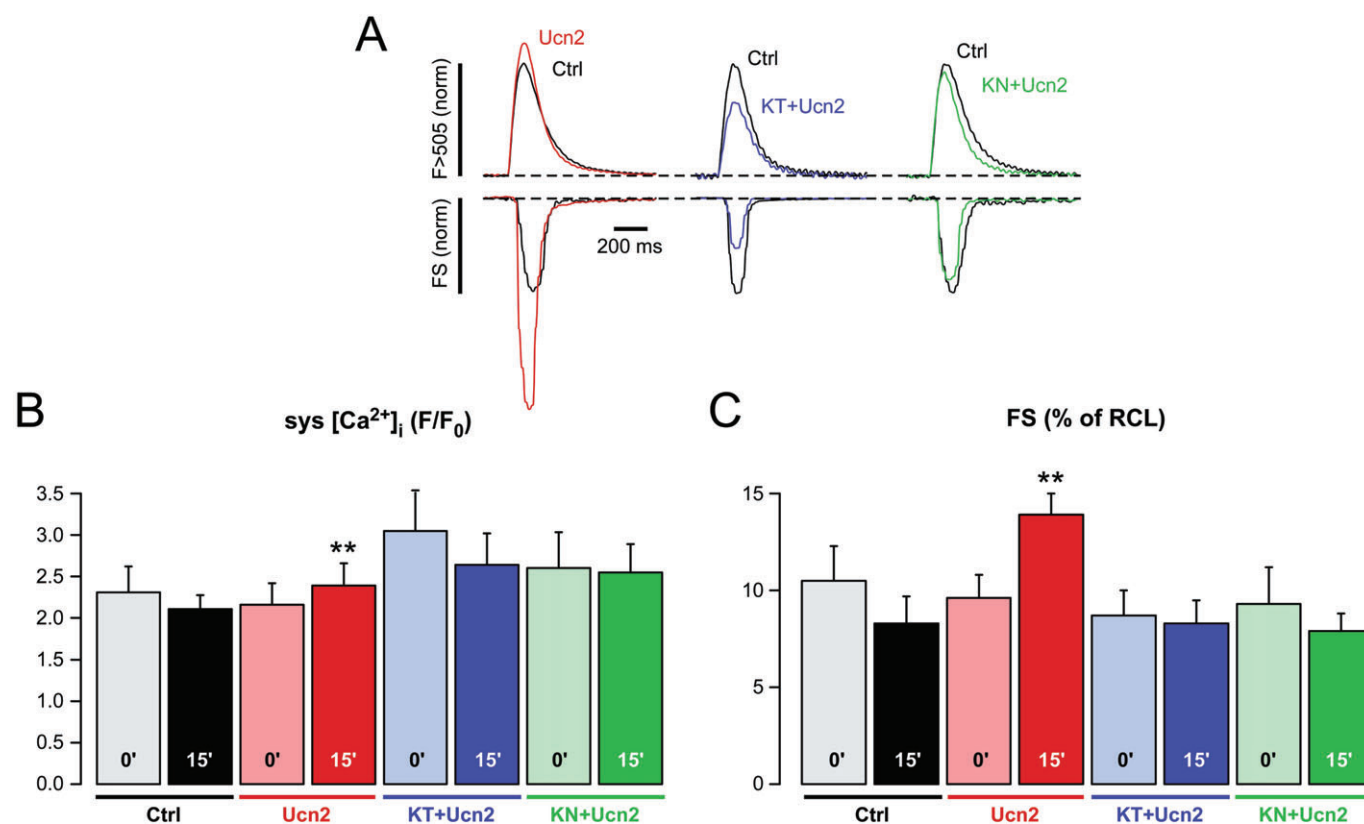 A
Ucn2
Ctrl
Ctrl
KT+Ucn2
Ctrl
KN+Ucn2
F>505 (norm)
FS (norm)
200 ms
B
sys [Ca²⁺]ᵢ (F/F₀)
3.5
3.0
2.5
2.0
1.5
1.0
0.5
0.0
**
0' 15' 0' 15' 0' 15' 0' 15'
Ctrl Ucn2 KT+Ucn2 KN+Ucn2
C
FS (% of RCL)
15
10
5
0
**
0' 15' 0' 15' 0' 15' 0' 15'
Ctrl Ucn2 KT+Ucn2 KN+Ucn2